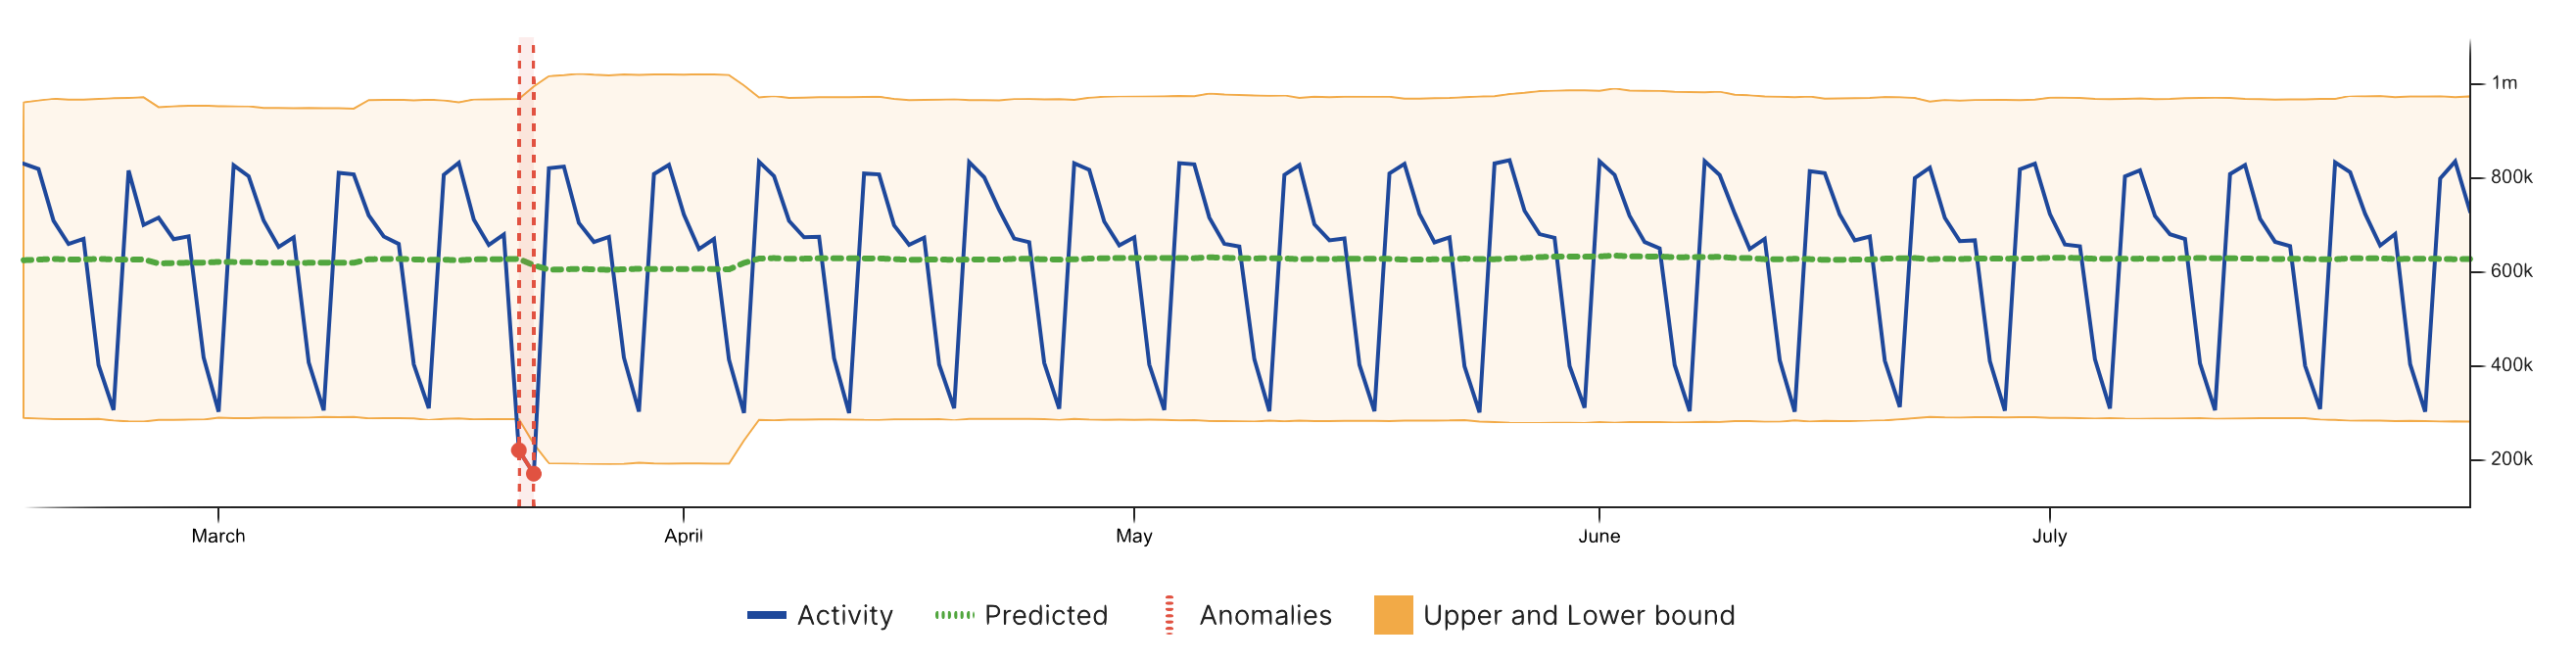 1m
800k
600k
400k
200k
March April May June July
Activity Predicted Anomalies Upper and Lower bound